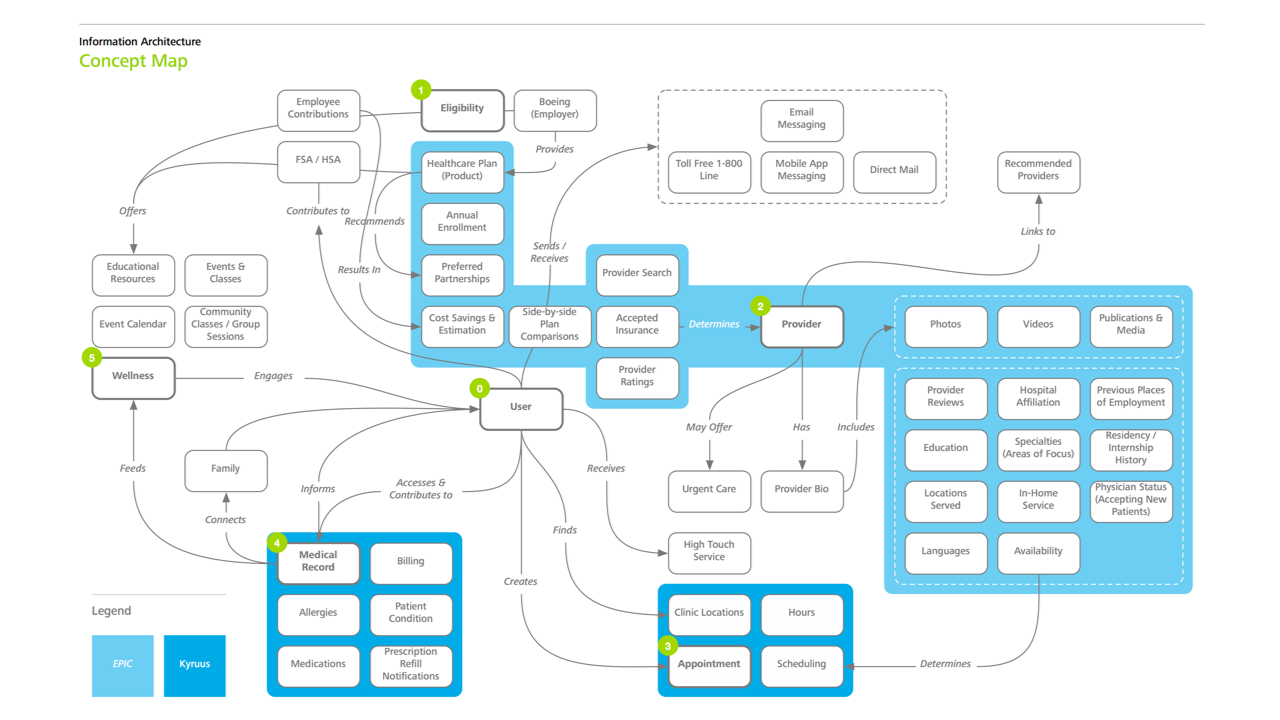 Information Architecture
Concept Map
1
Employee
Contributions
Eligibility
Boeing
(Employer)
Email
Messaging
Provides
FSA / HSA
Healthcare Plan
(Product)
Toll Free 1-800
Line
Mobile App
Messaging
Direct Mail
Recommended
Providers
Offers
Contributes to
Recommends
Annual
Enrollment
Links to
Sends /
Receives
Educational
Resources
Events &
Classes
Results In
Preferred
Partnerships
Provider Search
2
Event Calendar
Community
Classes / Group
Sessions
Cost Savings &
Estimation
Side-by-side
Plan
Comparisons
Accepted
Insurance
Determines
Provider
Photos
Videos
Publications &
Media
5
Wellness
Engages
0
User
Provider
Ratings
Provider
Reviews
Hospital
Affiliation
Previous Places
of Employment
May Offer
Has
Includes
Education
Specialties
(Areas of Focus)
Residency /
Internship
History
Feeds
Family
Informs
Accesses &
Contributes to
Receives
Urgent Care
Provider Bio
Locations
Served
In-Home
Service
Physician Status
(Accepting New
Patients)
Connects
Finds
4
Medical
Record
Billing
High Touch
Service
Languages
Availability
Creates
Legend
Allergies
Patient
Condition
Clinic Locations
Hours
3
EPIC
Kyruus
Medications
Prescription
Refill
Notifications
Appointment
Scheduling
Determines